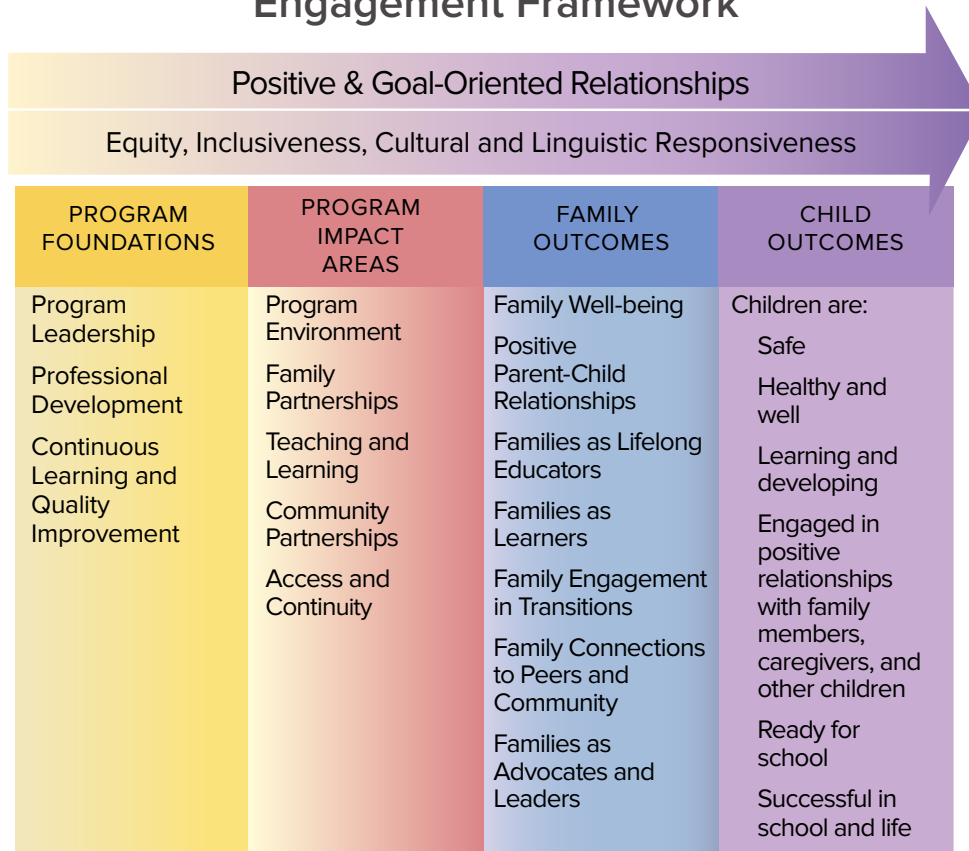 Engagement Framework
Positive & Goal-Oriented Relationships
Equity, Inclusiveness, Cultural and Linguistic Responsiveness
PROGRAM
FOUNDATIONS
Program
Leadership
Professional
Development
Continuous
Learning and
Quality
Improvement
PROGRAM
IMPACT
AREAS
Program
Environment
Family
Partnerships
Teaching and
Learning
Community
Partnerships
Access and
Continuity
FAMILY
OUTCOMES
Family Well-being
Positive
Parent-Child
Relationships
Families as Lifelong
Educators
Families as
Learners
Family Engagement
in Transitions
Family Connections
to Peers and
Community
Families as
Advocates and
Leaders
CHILD
OUTCOMES
Children are:
Safe
Healthy and
well
Learning and
developing
Engaged in
positive
relationships
with family
members,
caregivers, and
other children
Ready for
school
Successful in
school and life